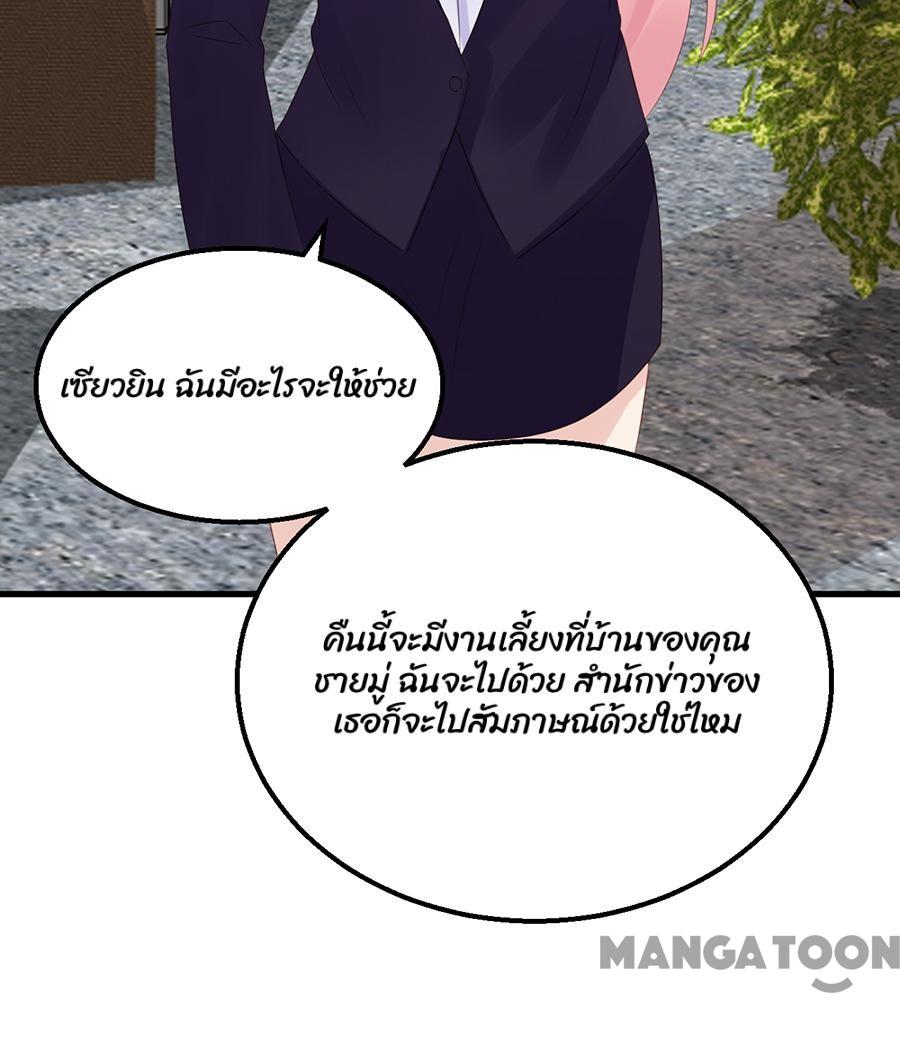 เซียวยิน ฉันมีอะไรจะให้ช่วย
คืนนี้จะมีงานเลี้ยงที่บ้านของคุณ
ชายมู่ ฉันจะไปด้วย สำนักข่าวของ
เธอก็จะไปสัมภาษณ์ด้วยใช่ไหม
MANGATOON